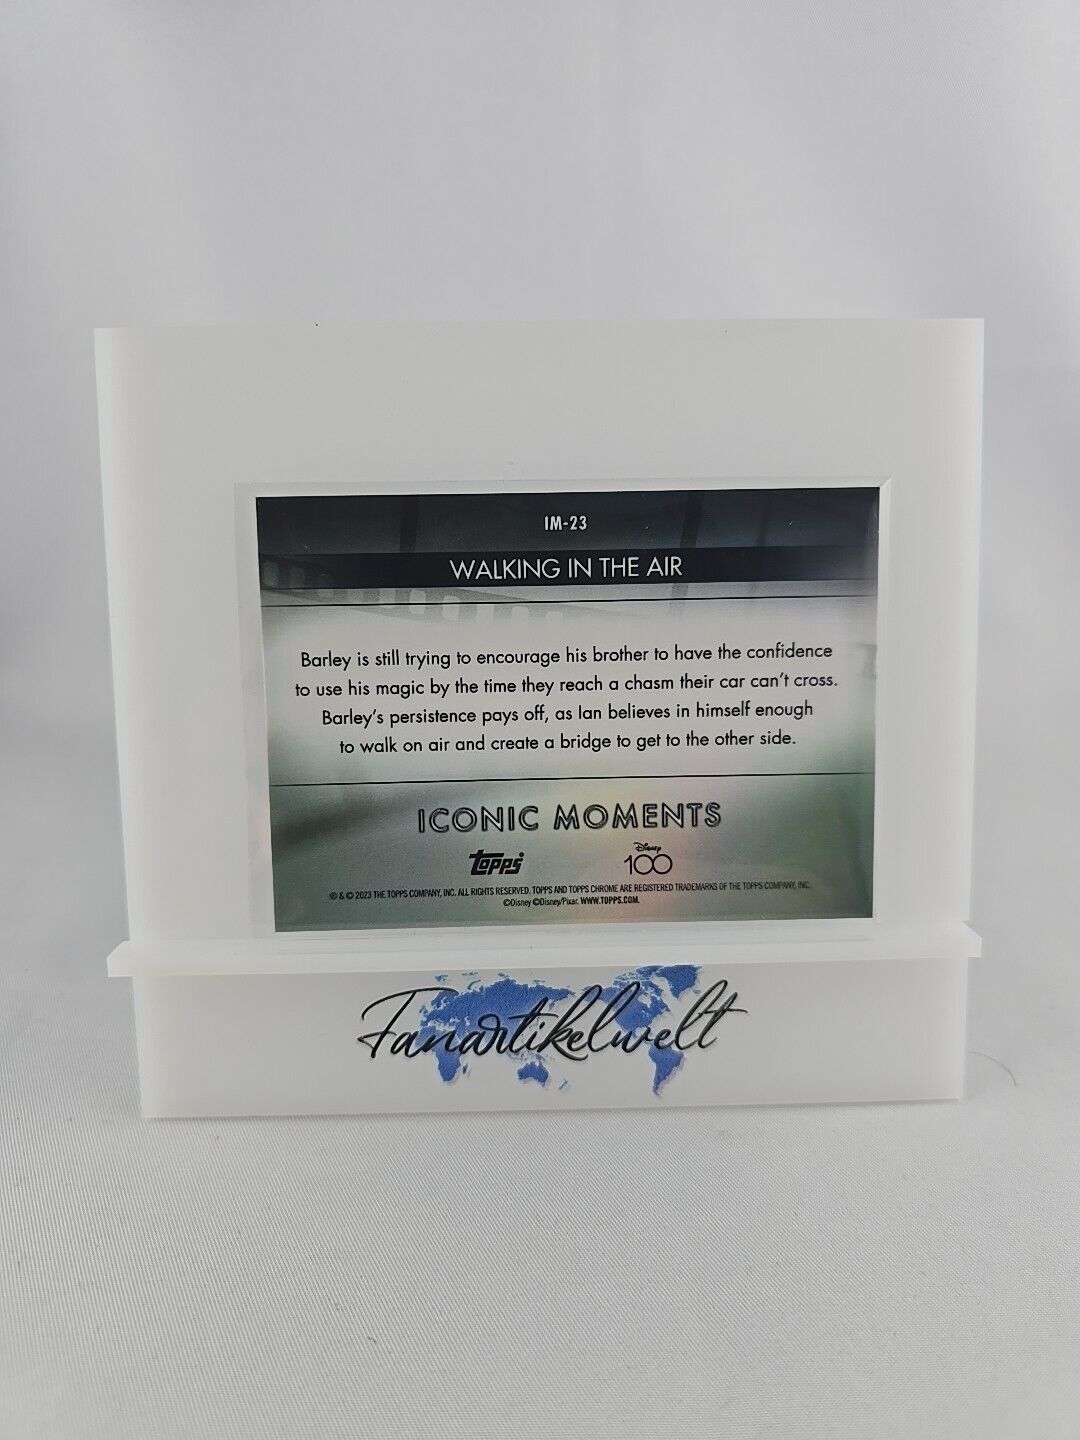 IM-23
WALKING IN THE AIR
Barley is still trying to encourage his brother to have the confidence
to use his magic by the time they reach a chasm their car can't cross.
Barley's persistence pays off, as Ian believes in himself enough
to walk on air and create a bridge to get to the other side.
ICONIC MOMENTS
topps Disney 100
® & © 2023 THE TOPPS COMPANY, INC. ALL RIGHTS RESERVED. TOPPS AND TOPPS CHROME ARE REGISTERED TRADEMARKS OF THE TOPPS COMPANY, INC.
©Disney ©Disney/Pixar. WWW.TOPPS.COM.
Fanartikelwelt